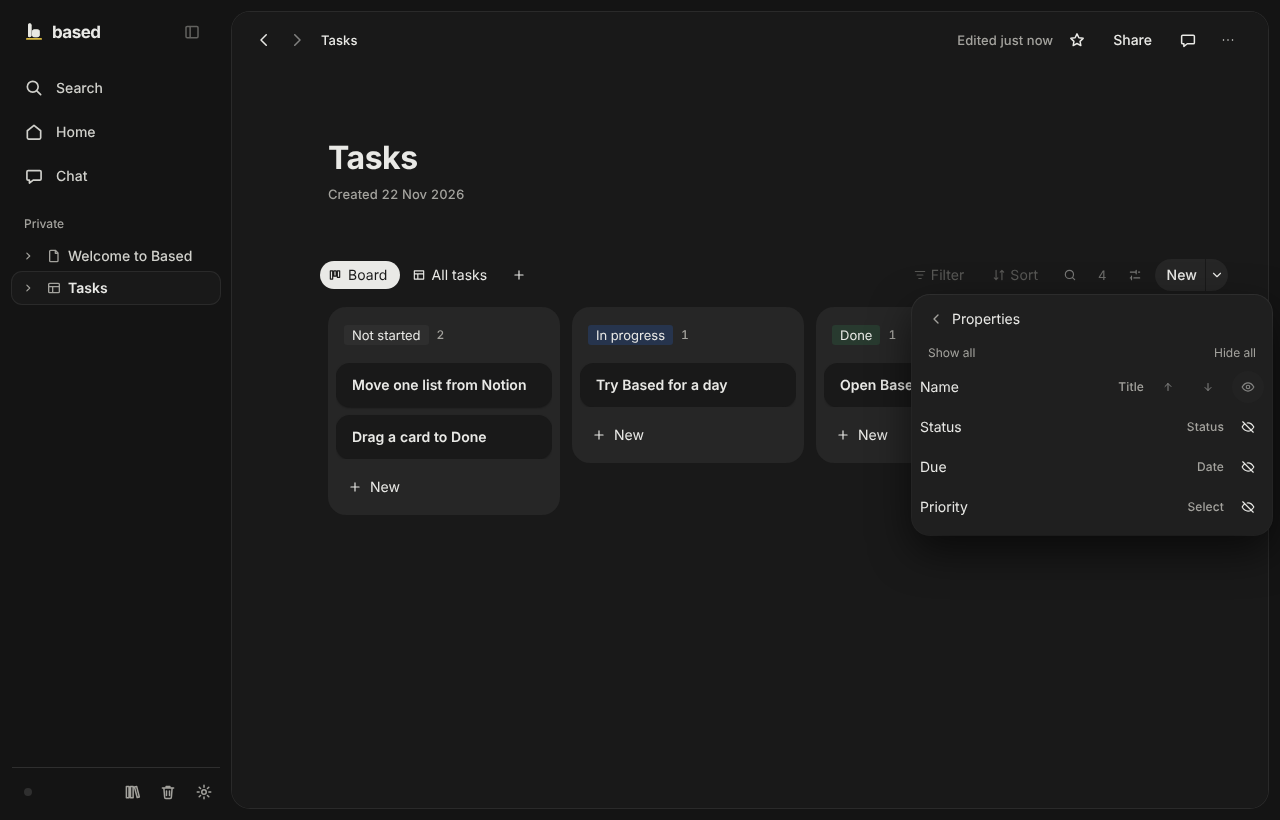 based
Search
Home
Chat
Private
Welcome to Based
Tasks
Tasks
Edited just now
Share
Tasks
Created 22 Nov 2026
Board
All tasks
Filter
Sort
4
New
Not started 2
Move one list from Notion
Drag a card to Done
New
In progress 1
Try Based for a day
New
Done 1
Open Base
New
Properties
Show all
Hide all
Name Title
Status Status
Due Date
Priority Select